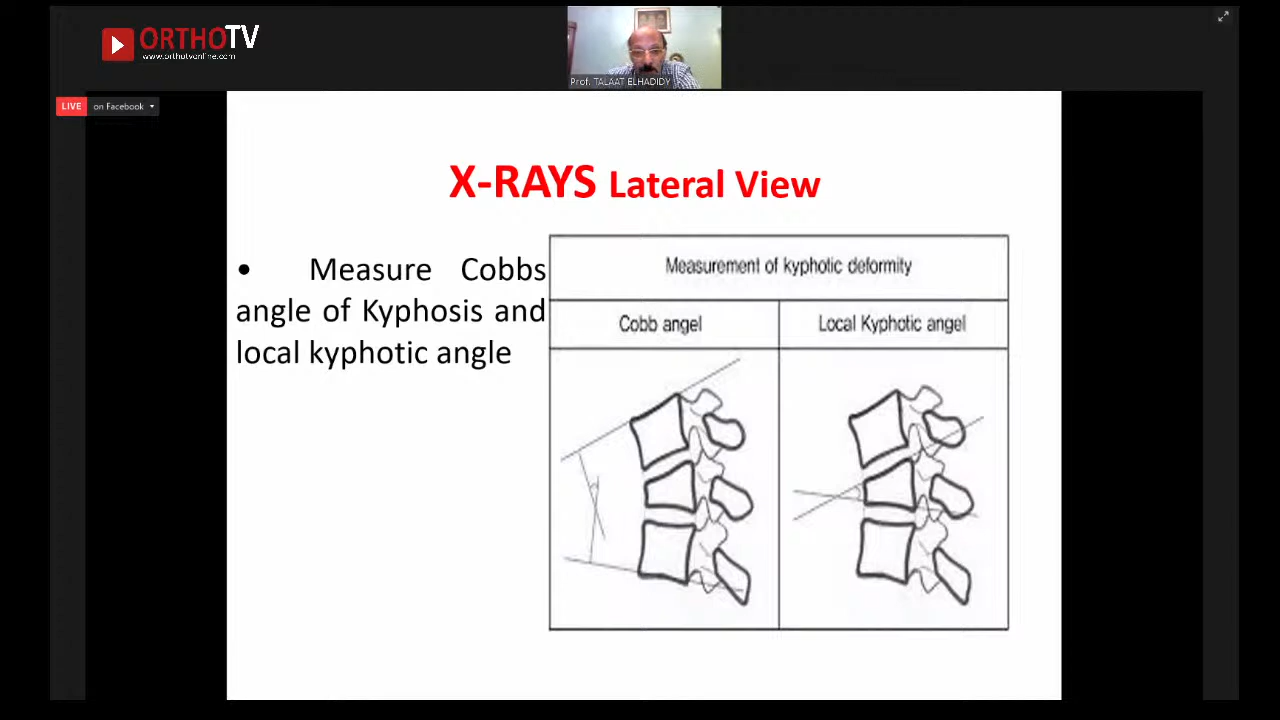 ORTHOTV
www.orthotvonline.com
Prof. TALAAT ELHADIDY
LIVE on Facebook
X-RAYS Lateral View
• Measure Cobbs
angle of Kyphosis and
local kyphotic angle
Measurement of kyphotic deformity
Cobb angel
Local Kyphotic angel